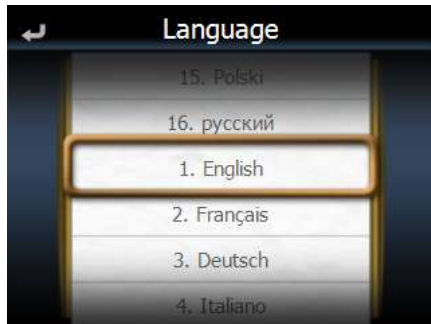 Language
15. Polski
16. русский
1. English
2. Français
3. Deutsch
4. Italiano